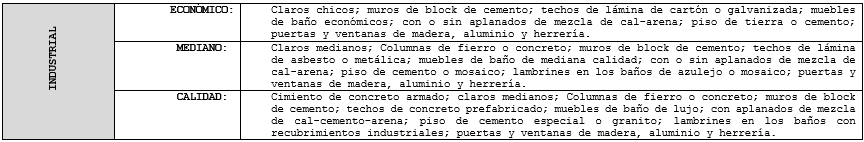 INDUSTRIAL
ECONÓMICO:
Claros chicos; muros de block de cemento; techos de lámina de cartón o galvanizada; muebles
de baño económicos; con o sin aplanados de mezcla de cal-arena; piso de tierra o cemento;
puertas y ventanas de madera, aluminio y herrería.
MEDIANO:
Claros medianos; Columnas de fierro o concreto; muros de block de cemento; techos de lámina
de asbesto o metálica; muebles de baño de mediana calidad; con o sin aplanados de mezcla de
cal-arena; piso de cemento o mosaico; lambrines en los baños de azulejo o mosaico; puertas y
ventanas de madera, aluminio y herrería.
CALIDAD:
Cimiento de concreto armado; claros medianos; Columnas de fierro o concreto; muros de block
de cemento; techos de concreto prefabricado; muebles de baño de lujo; con aplanados de mezcla
de cal-cemento-arena; piso de cemento especial o granito; lambrines en los baños con
recubrimientos industriales; puertas y ventanas de madera, aluminio y herrería.